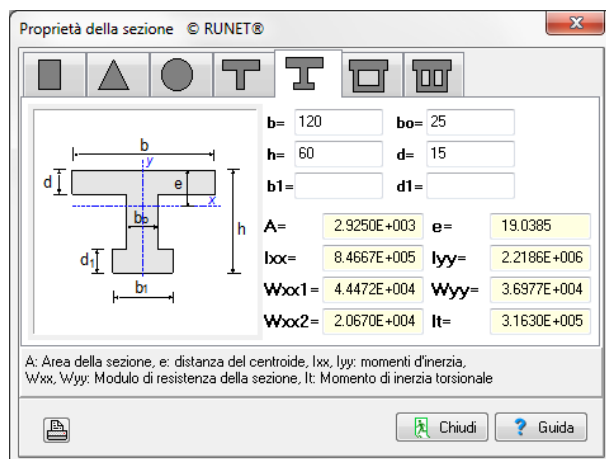 Proprietà della sezione © RUNET®
b= 120 bo= 25
h= 60 d= 15
b1= d1=
A= 2.9250E+003 e= 19.0385
Ixx= 8.4667E+005 Iyy= 2.2186E+006
Wxx1= 4.4472E+004 Wyy= 3.6977E+004
Wxx2= 2.0670E+004 It= 3.1630E+005
b
y
d
e
x
bo
h
d1
b1
A: Area della sezione, e: distanza del centroide, Ixx, Iyy: momenti d'inerzia,
Wxx, Wyy: Modulo di resistenza della sezione, It: Momento di inerzia torsionale
Chiudi
? Guida